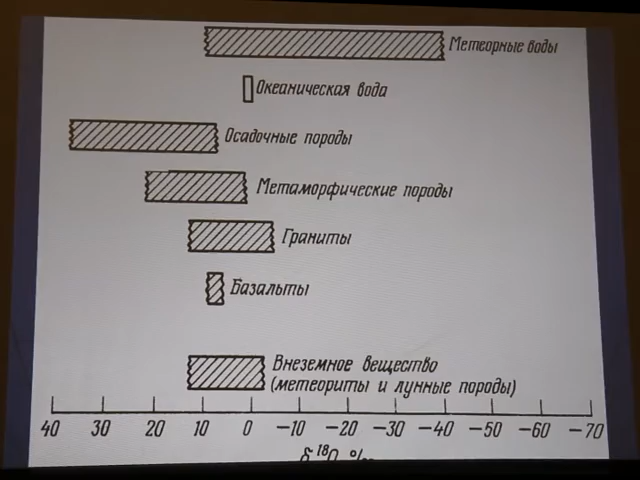 Метеорные воды
Океаническая вода
Осадочные породы
Метаморфические породы
Граниты
Базальты
Внеземное вещество
(метеориты и лунные породы)
40 30 20 10 0 −10 −20 −30 −40 −50 −60 −70
δ ¹⁸O, ‰